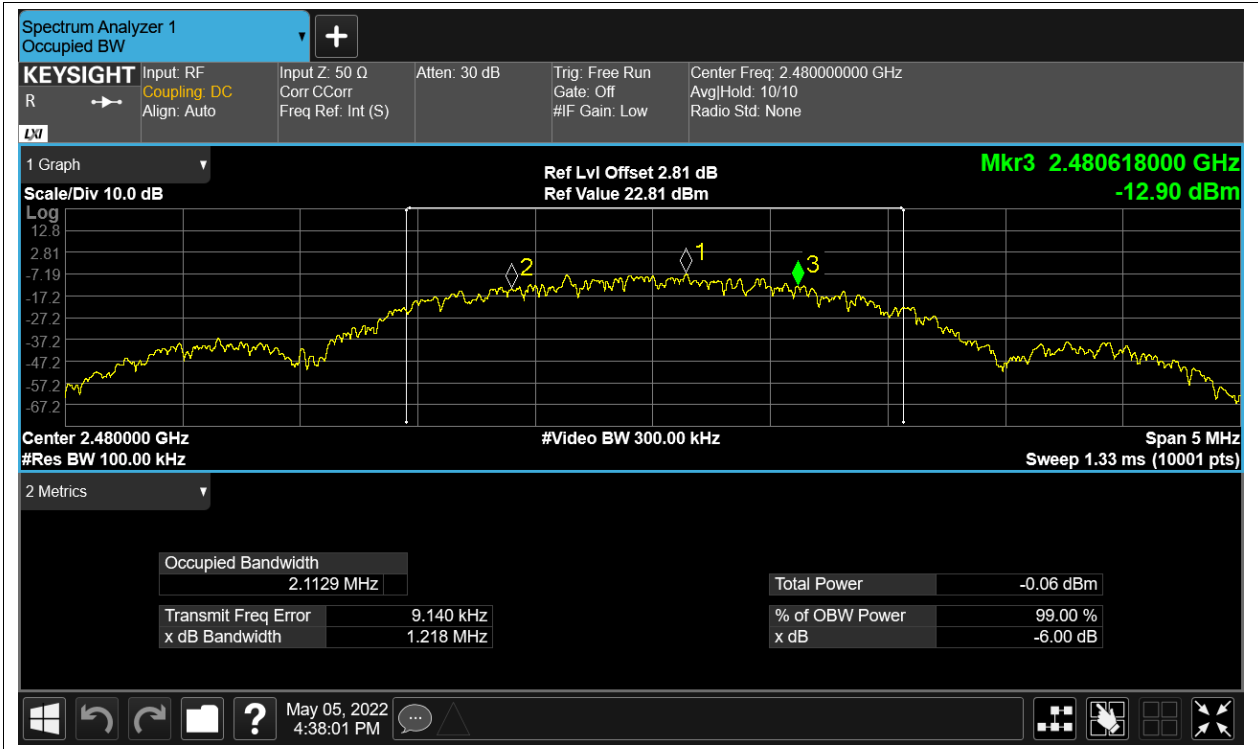 Spectrum Analyzer 1
Occupied BW
KEYSIGHT
R
LXI
Input: RF
Coupling: DC
Align: Auto
Input Z: 50 Ω
Corr CCorr
Freq Ref: Int (S)
Atten: 30 dB
Trig: Free Run
Gate: Off
#IF Gain: Low
Center Freq: 2.480000000 GHz
Avg|Hold: 10/10
Radio Std: None
1 Graph
Scale/Div 10.0 dB
Ref Lvl Offset 2.81 dB
Ref Value 22.81 dBm
Mkr3 2.480618000 GHz
-12.90 dBm
Log
12.8
2.81
-7.19
-17.2
-27.2
-37.2
-47.2
-57.2
-67.2
2
1
3
Center 2.480000 GHz
#Res BW 100.00 kHz
#Video BW 300.00 kHz
Span 5 MHz
Sweep 1.33 ms (10001 pts)
2 Metrics
Occupied Bandwidth
2.1129 MHz
Transmit Freq Error 9.140 kHz
x dB Bandwidth 1.218 MHz
Total Power -0.06 dBm
% of OBW Power 99.00 %
x dB -6.00 dB
?
May 05, 2022
4:38:01 PM